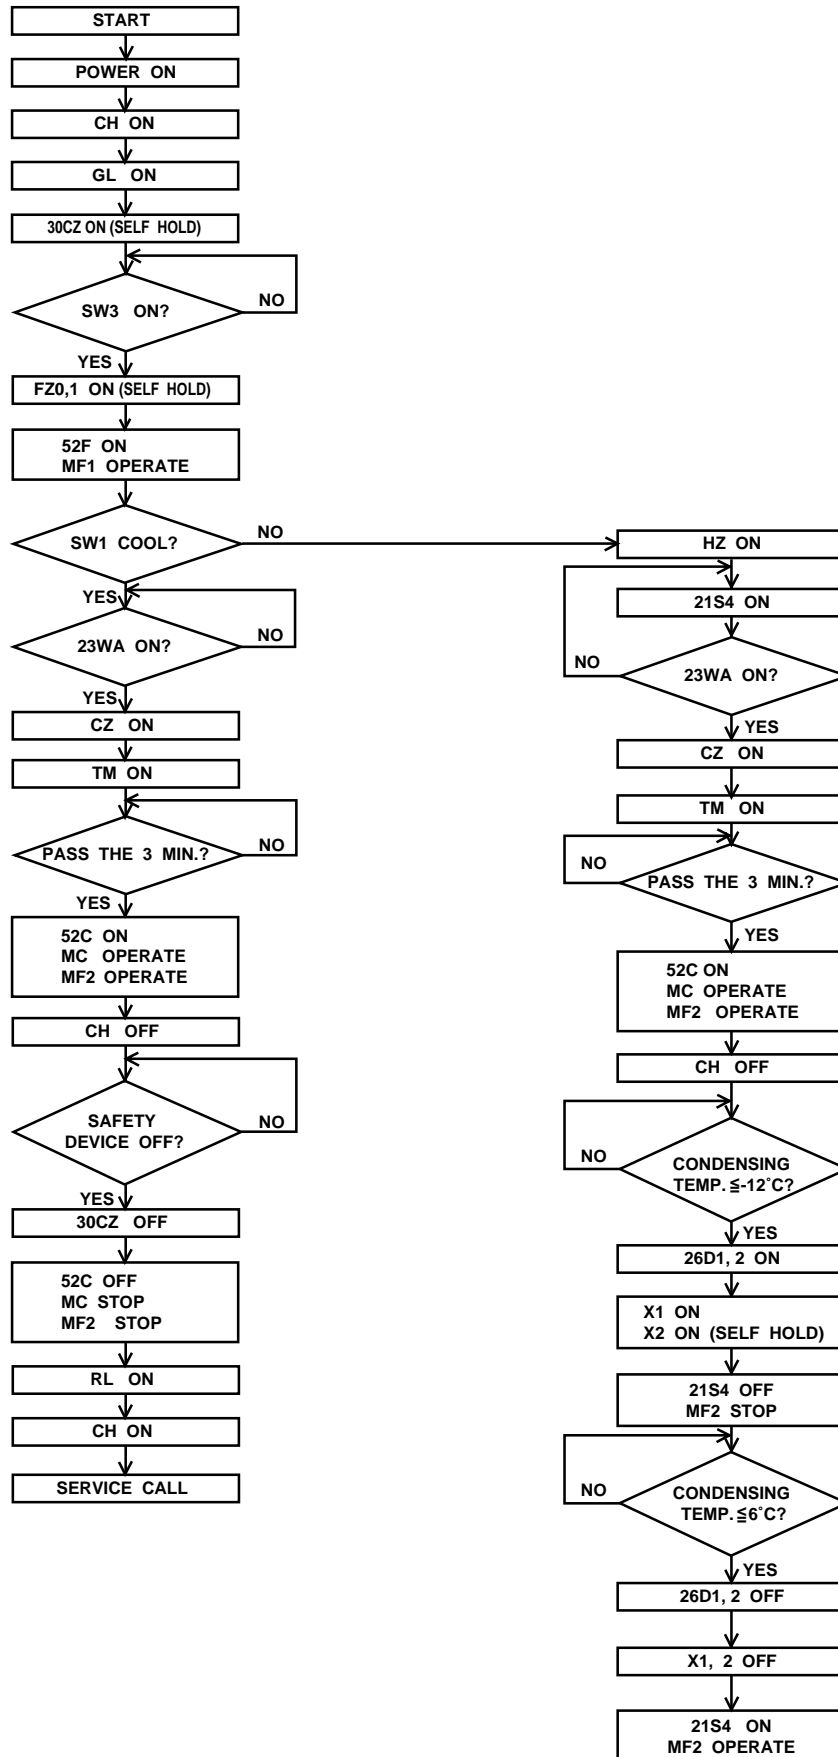 START
POWER ON
CH ON
GL ON
30CZ ON (SELF HOLD)
SW3 ON?
NO
YES
FZ0,1 ON (SELF HOLD)
52F ON
MF1 OPERATE
SW1 COOL?
NO
YES
23WA ON?
NO
YES
CZ ON
TM ON
PASS THE 3 MIN.?
NO
YES
52C ON
MC OPERATE
MF2 OPERATE
CH OFF
SAFETY
DEVICE OFF?
NO
YES
30CZ OFF
52C OFF
MC STOP
MF2 STOP
RL ON
CH ON
SERVICE CALL
HZ ON
21S4 ON
NO
23WA ON?
YES
CZ ON
TM ON
NO
PASS THE 3 MIN.?
YES
52C ON
MC OPERATE
MF2 OPERATE
CH OFF
NO
CONDENSING
TEMP. ≦-12˚C?
YES
26D1, 2 ON
X1 ON
X2 ON (SELF HOLD)
21S4 OFF
MF2 STOP
NO
CONDENSING
TEMP. ≦6˚C?
YES
26D1, 2 OFF
X1, 2 OFF
21S4 ON
MF2 OPERATE